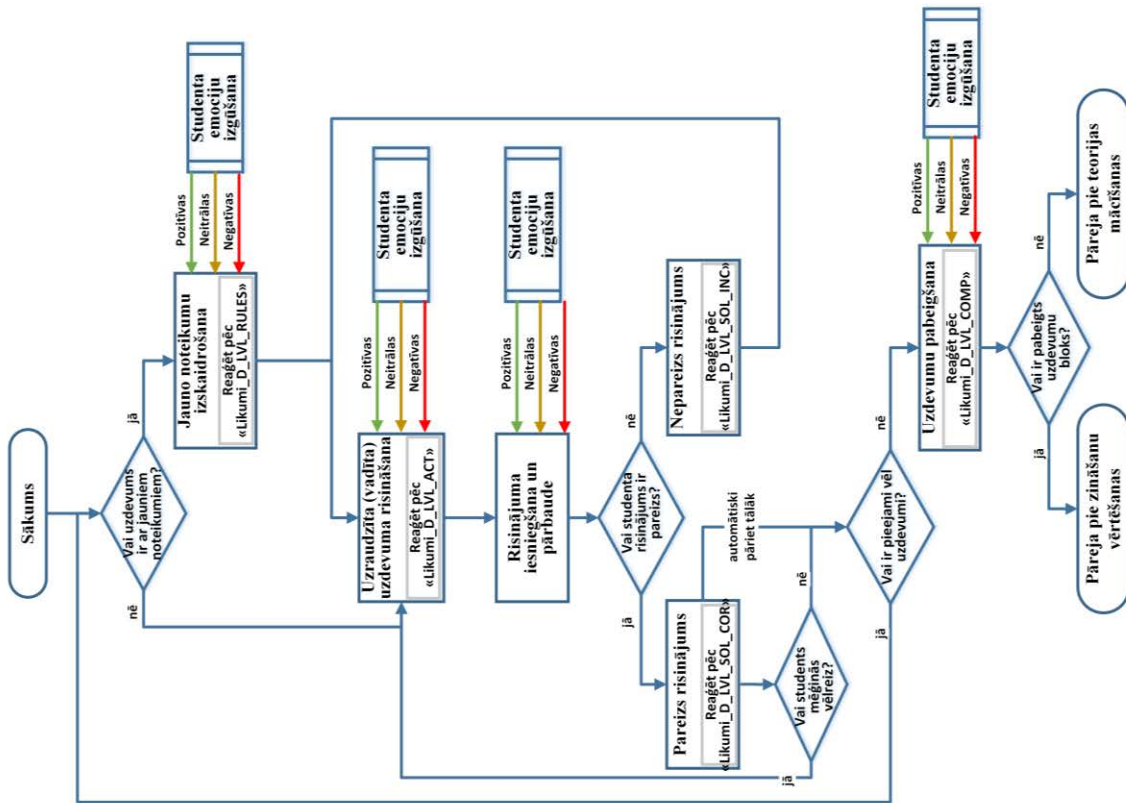 Sākums
Vai uzdevums
ir ar jauniem
noteikumiem?
jā
nē
Jauno noteikumu
izskaidrošana
Reaģēt pēc
«Likumi_D_LVL_RULES»
Pozitīvas
Neitrālas
Negatīvas
Studenta
emociju
izgūšana
Uzraudzīta (vadīta)
uzdevuma risināšana
Reaģēt pēc
«Likumi_D_LVL_ACT»
Pozitīvas
Neitrālas
Negatīvas
Studenta
emociju
izgūšana
Risinājuma
iesniegšana un
pārbaude
Pozitīvas
Neitrālas
Negatīvas
Studenta
emociju
izgūšana
Vai studenta
risinājums ir
pareizs?
jā
nē
Pareizs risinājums
Reaģēt pēc
«Likumi_D_LVL_SOL_COR»
Nepareizs risinājums
Reaģēt pēc
«Likumi_D_LVL_SOL_INC»
automātiski
pāriet tālāk
Vai students
mēģinās
vēlreiz?
jā
nē
Vai ir pieejami vēl
uzdevumi?
jā
nē
Uzdevumu pabeigšana
Reaģēt pēc
«Likumi_D_LVL_COMP»
Pozitīvas
Neitrālas
Negatīvas
Studenta
emociju
izgūšana
Vai ir pabeigts
uzdevumu
bloks?
jā
nē
Pāreja pie zināšanu
vērtēšanas
Pāreja pie teorijas
mācīšanas